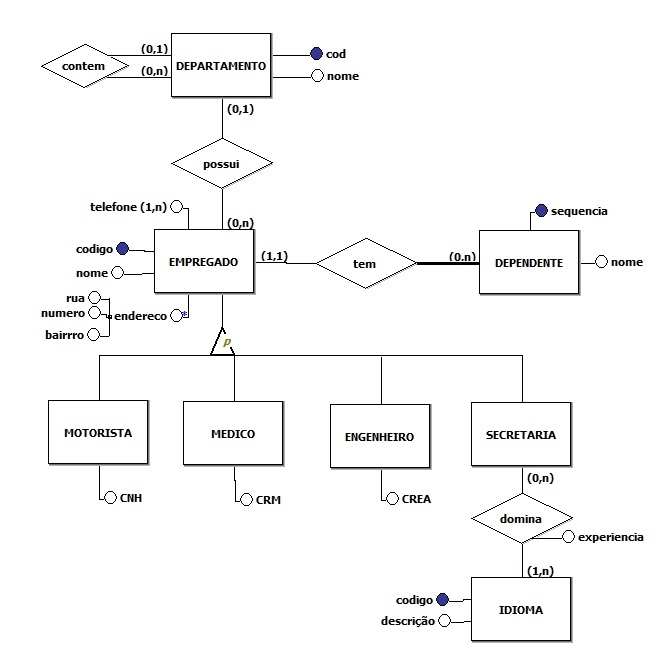 (0,1)
cod
contem
DEPARTAMENTO
(0,n)
nome
(0,1)
possui
telefone (1,n)
(0,n)
sequencia
codigo
EMPREGADO
(1,1)
tem
(0,n)
DEPENDENTE
nome
nome
rua
numero
endereco
*
bairrro
p
MOTORISTA
MEDICO
ENGENHEIRO
SECRETARIA
CNH
CRM
CREA
(0,n)
domina
experiencia
(1,n)
codigo
IDIOMA
descrição